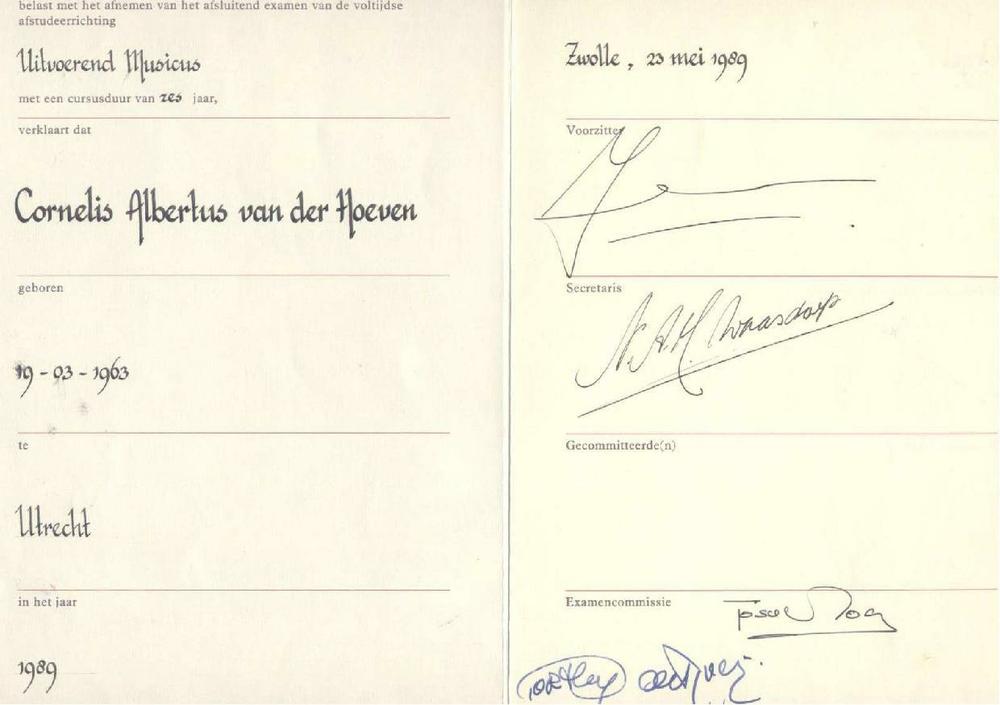 belast met het afnemen van het afsluitend examen van de voltijdse
afstudeerrichting
Uitvoerend Musicus
met een cursusduur van zes jaar,
verklaart dat
Cornelis Albertus van der Hoeven
geboren
19-03-1963
te
Utrecht
in het jaar
1989
Zwolle, 23 mei 1989
Voorzitter
Secretaris
N.A.H. Waasdorp
Gecommitteerde(n)
Examencommissie